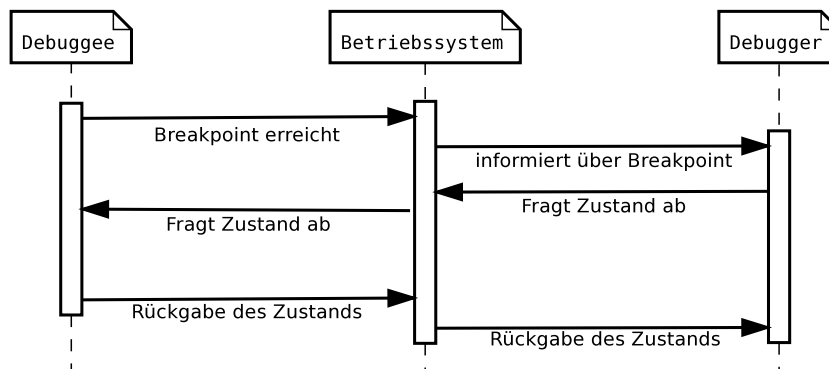 Debuggee
Betriebssystem
Debugger
Breakpoint erreicht
informiert über Breakpoint
Fragt Zustand ab
Fragt Zustand ab
Rückgabe des Zustands
Rückgabe des Zustands